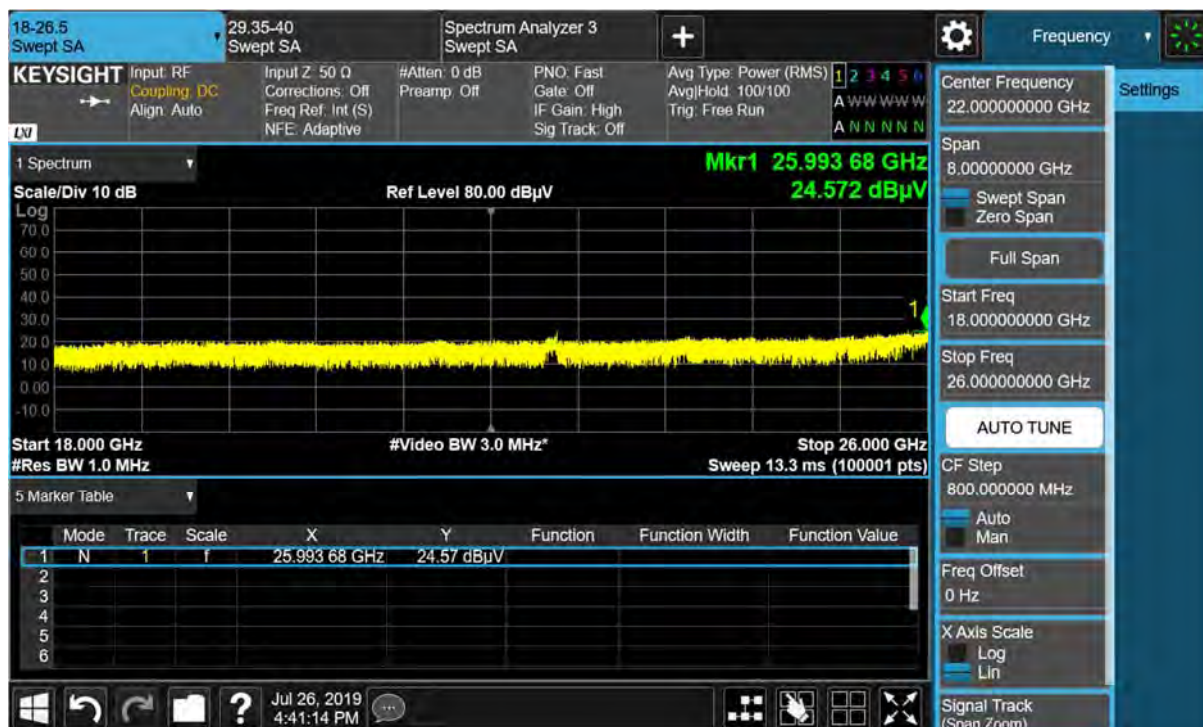 18-26.5
Swept SA
29.35-40
Swept SA
Spectrum Analyzer 3
Swept SA
+
Frequency
KEYSIGHT
LXI
Input: RF
Coupling: DC
Align: Auto
Input Z: 50 Ω
Corrections: Off
Freq Ref: Int (S)
NFE: Adaptive
#Atten: 0 dB
Preamp: Off
PNO: Fast
Gate: Off
IF Gain: High
Sig Track: Off
Avg Type: Power (RMS)
Avg|Hold: 100/100
Trig: Free Run
1 2 3 4 5 6
A W W W W W
A N N N N N
1 Spectrum
Scale/Div 10 dB
Ref Level 80.00 dBµV
Mkr1 25.993 68 GHz
24.572 dBµV
Log
70.0
60.0
50.0
40.0
30.0
20.0
10.0
0.00
-10.0
1
Start 18.000 GHz
#Video BW 3.0 MHz*
Stop 26.000 GHz
#Res BW 1.0 MHz
Sweep 13.3 ms (100001 pts)
5 Marker Table
Mode Trace Scale X Y Function Function Width Function Value
1 N 1 f 25.993 68 GHz 24.57 dBµV
2
3
4
5
6
?
Jul 26, 2019
4:41:14 PM
Center Frequency
22.000000000 GHz
Span
8.00000000 GHz
Swept Span
Zero Span
Full Span
Start Freq
18.000000000 GHz
Stop Freq
26.000000000 GHz
AUTO TUNE
CF Step
800.000000 MHz
Auto
Man
Freq Offset
0 Hz
X Axis Scale
Log
Lin
Signal Track
(Span Zoom)
Settings